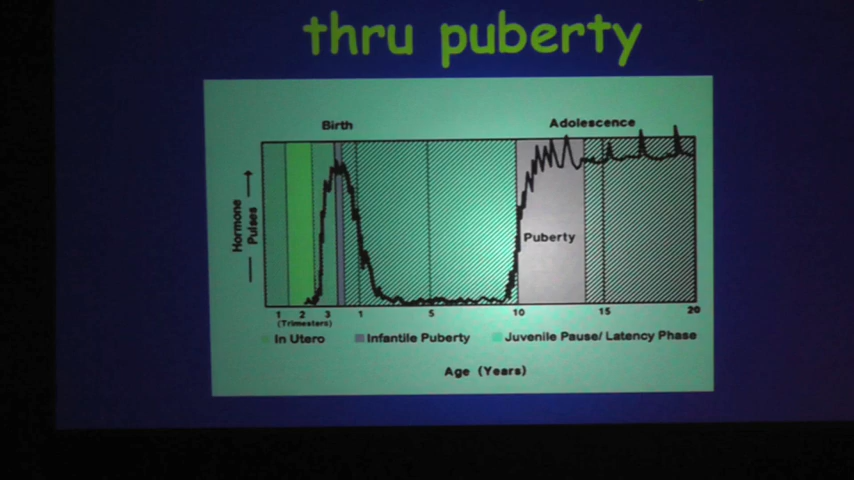 thru puberty
Birth
Adolescence
Hormone
Pulses
Puberty
1 2 3 1 5 10 15 20
(Trimesters)
In Utero Infantile Puberty Juvenile Pause/ Latency Phase
Age (Years)